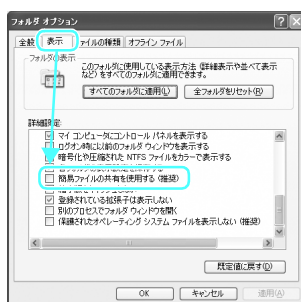 フォルダ オプション
全般 表示 ァイルの種類 オフライン ファイル
フォルダの表示
このフォルダに使用している表示方法 (詳細表示や並べて表示
など) をすべてのフォルダに適用できます。
すべてのフォルダに適用(L) 全フォルダをリセット(R)
詳細設定:
マイ コンピュータにコントロール パネルを表示する
ログオン時に以前のフォルダ ウィンドウを表示する
暗号化や圧縮された NTFS ファイルをカラーで表示する
簡易ファイルの共有を使用する (推奨)
登録されている拡張子は表示しない
別のプロセスでフォルダ ウィンドウを開く
保護されたオペレーティング システム ファイルを表示しない (推奨)
既定値に戻す(D)
OK キャンセル 適用(A)